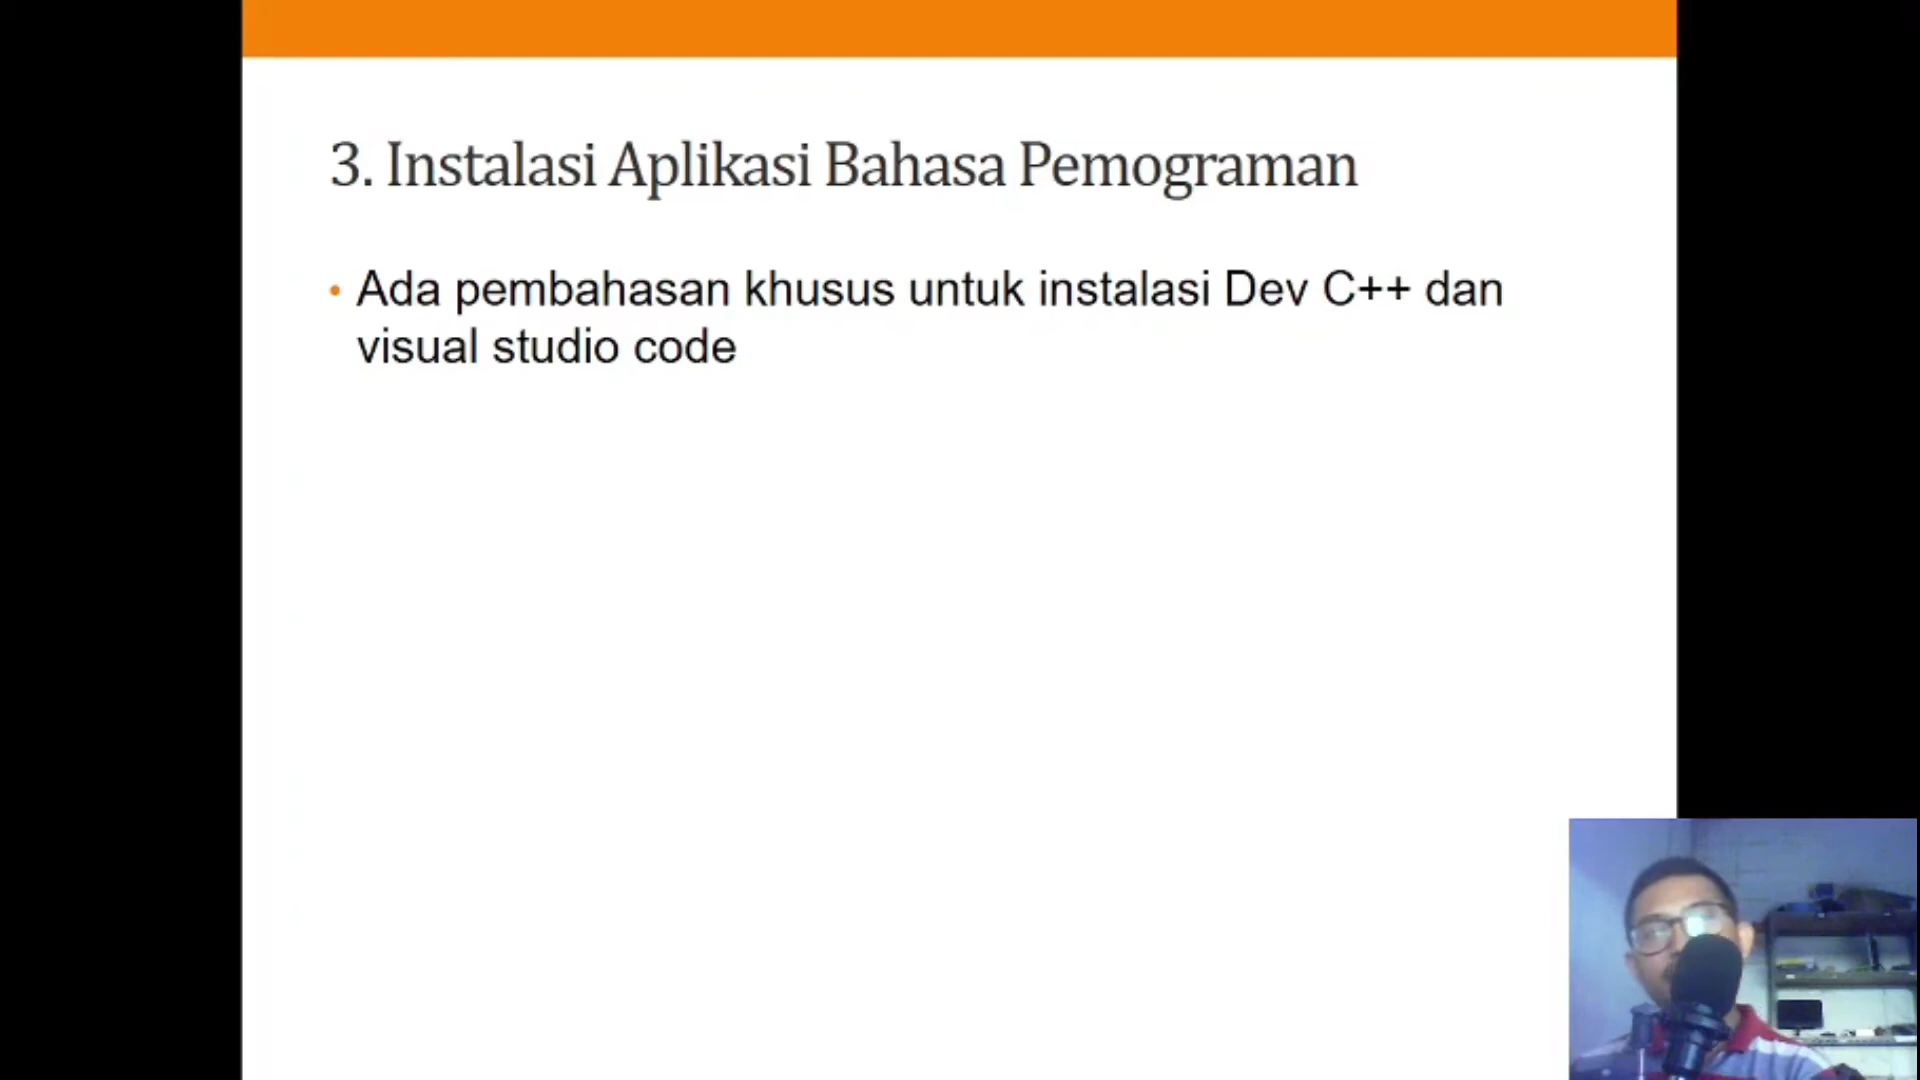 3. Instalasi Aplikasi Bahasa Pemograman
• Ada pembahasan khusus untuk instalasi Dev C++ dan
visual studio code